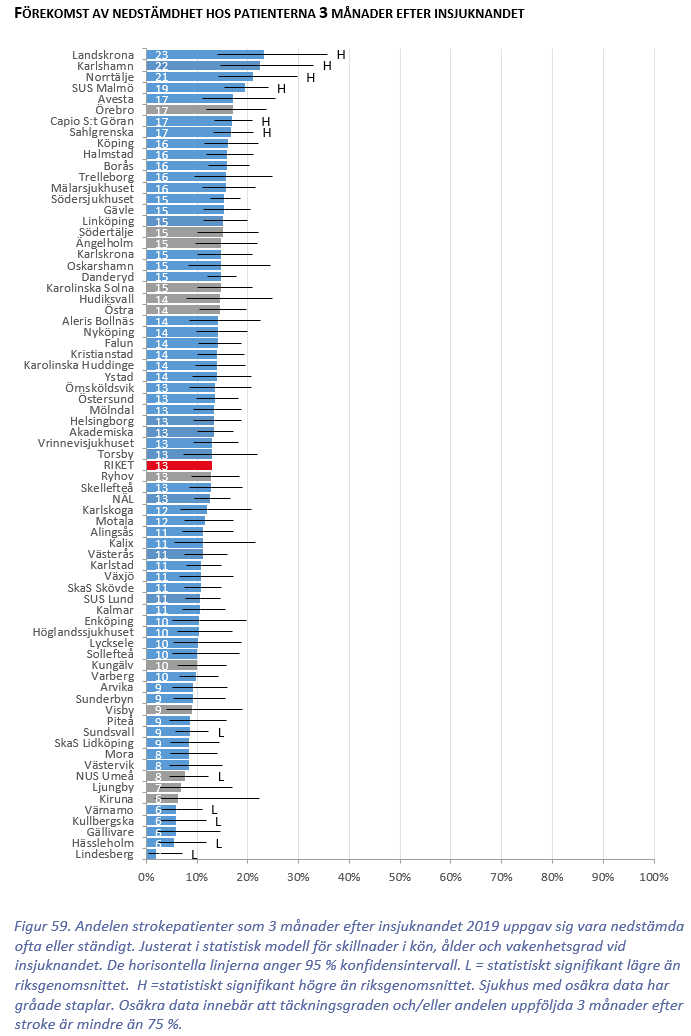 FÖREKOMST AV NEDSTÄMDHET HOS PATIENTERNA 3 MÅNADER EFTER INSJUKNANDET
Landskrona 23 H
Karlshamn 22 H
Norrtälje 21 H
SUS Malmö 19 H
Avesta 17
Örebro 17
Capio S:t Göran 17 H
Sahlgrenska 17 H
Köping 16
Halmstad 16
Borås 16
Trelleborg 16
Mälarsjukhuset 16
Södersjukhuset 15
Gävle 15
Linköping 15
Södertälje 15
Ängelholm 15
Karlskrona 15
Oskarshamn 15
Danderyd 15
Karolinska Solna 15
Hudiksvall 14
Östra 14
Aleris Bollnäs 14
Nyköping 14
Falun 14
Kristianstad 14
Karolinska Huddinge 14
Ystad 14
Örnsköldsvik 13
Östersund 13
Mölndal 13
Helsingborg 13
Akademiska 13
Vrinnevisjukhuset 13
Torsby 13
RIKET 13
Ryhov 13
Skellefteå 13
NÄL 13
Karlskoga 12
Motala 12
Alingsås 11
Kalix 11
Västerås 11
Karlstad 11
Växjö 11
SkaS Skövde 11
SUS Lund 11
Kalmar 11
Enköping 10
Höglandssjukhuset 10
Lycksele 10
Sollefteå 10
Kungälv 10
Varberg 10
Arvika 9
Sunderbyn 9
Visby 9
Piteå 9
Sundsvall 9 L
SkaS Lidköping 9
Mora 8
Västervik 8
NUS Umeå 8 L
Ljungby 7
Kiruna 6
Värnamo 6 L
Kullbergska 6 L
Gällivare 6
Hässleholm 6 L
Lindesberg L
0% 10% 20% 30% 40% 50% 60% 70% 80% 90% 100%
Figur 59. Andelen strokepatienter som 3 månader efter insjuknandet 2019 uppgav sig vara nedstämda
ofta eller ständigt. Justerat i statistisk modell för skillnader i kön, ålder och vakenhetsgrad vid
insjuknandet. De horisontella linjerna anger 95 % konfidensintervall. L = statistiskt signifikant lägre än
riksgenomsnittet. H =statistiskt signifikant högre än riksgenomsnittet. Sjukhus med osäkra data har
gråade staplar. Osäkra data innebär att täckningsgraden och/eller andelen uppföljda 3 månader efter
stroke är mindre än 75 %.